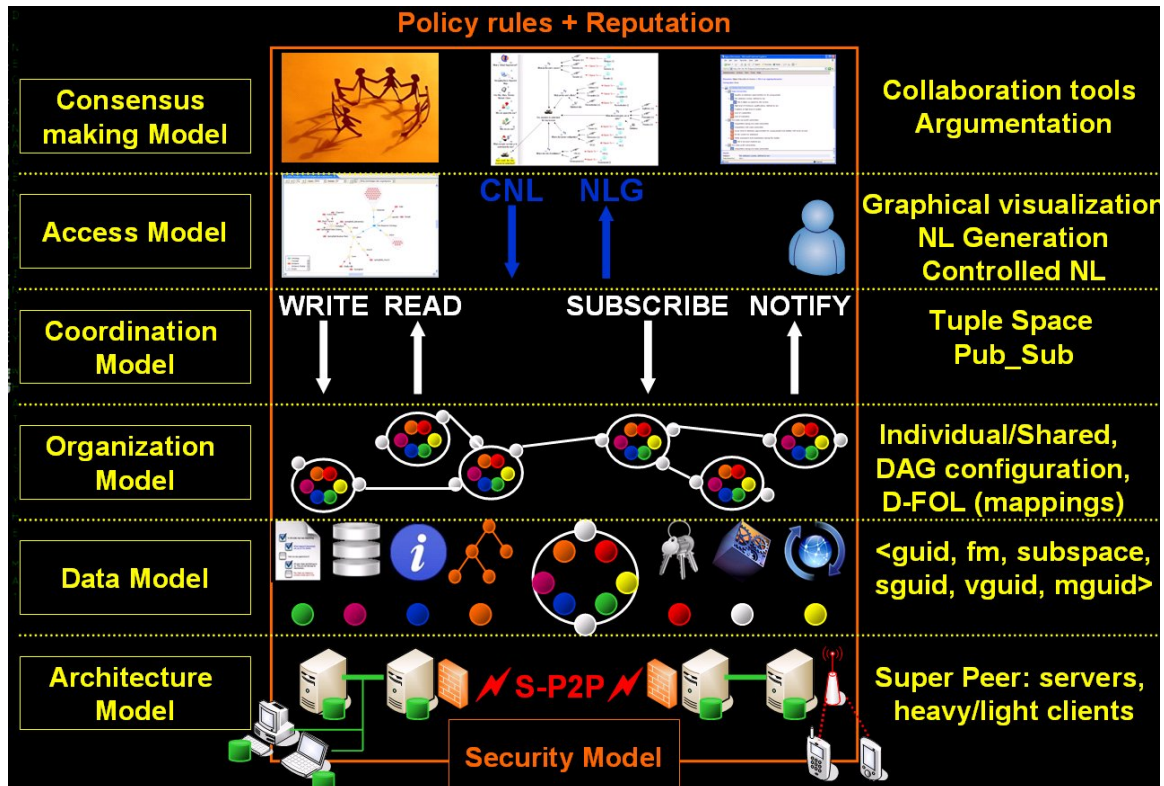 Policy rules + Reputation
Consensus
making Model
Collaboration tools
Argumentation
Access Model
CNL NLG
Graphical visualization
NL Generation
Controlled NL
Coordination
Model
WRITE READ SUBSCRIBE NOTIFY
Tuple Space
Pub_Sub
Organization
Model
Individual/Shared,
DAG configuration,
D-FOL (mappings)
Data Model
i
<guid, fm, subspace,
sguid, vguid, mguid>
Architecture
Model
S-P2P
Super Peer: servers,
heavy/light clients
Security Model